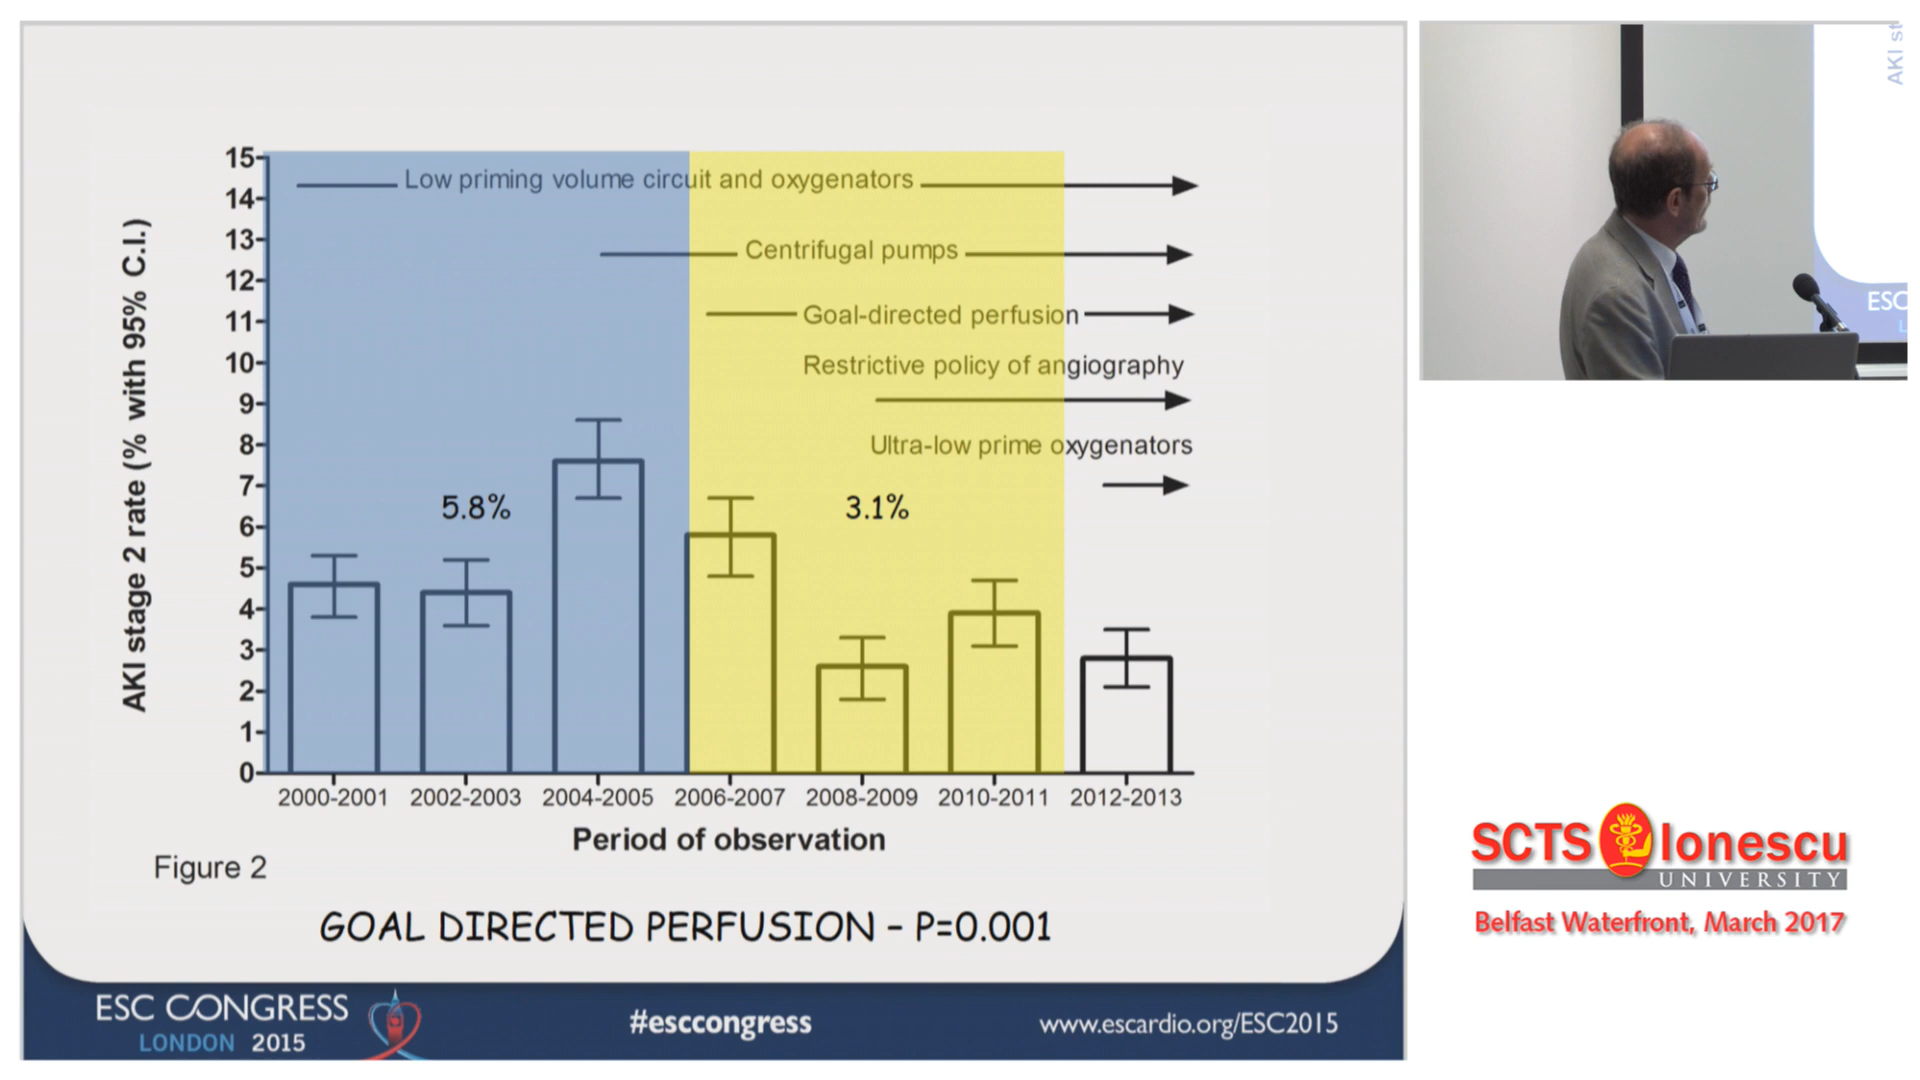 15
14
13
12
11
10
9
8
7
6
5
4
3
2
1
0
AKI stage 2 rate (% with 95% C.I.)
Low priming volume circuit and oxygenators
Centrifugal pumps
Goal-directed perfusion
Restrictive policy of angiography
Ultra-low prime oxygenators
5.8%
3.1%
2000-2001 2002-2003 2004-2005 2006-2007 2008-2009 2010-2011 2012-2013
Period of observation
Figure 2
GOAL DIRECTED PERFUSION – P=0.001
ESC CONGRESS
LONDON 2015
#esccongress
www.escardio.org/ESC2015
AKI st
ESC
L
SCTS Ionescu
UNIVERSITY
Belfast Waterfront, March 2017